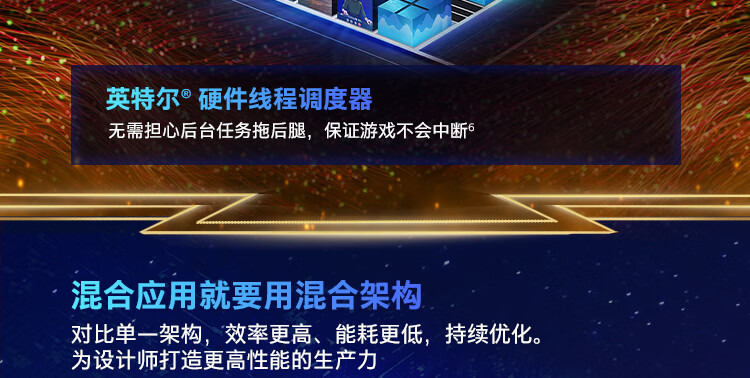 英特尔® 硬件线程调度器
无需担心后台任务拖后腿，保证游戏不会中断⁶
混合应用就要用混合架构
对比单一架构，效率更高、能耗更低，持续优化。
为设计师打造更高性能的生产力